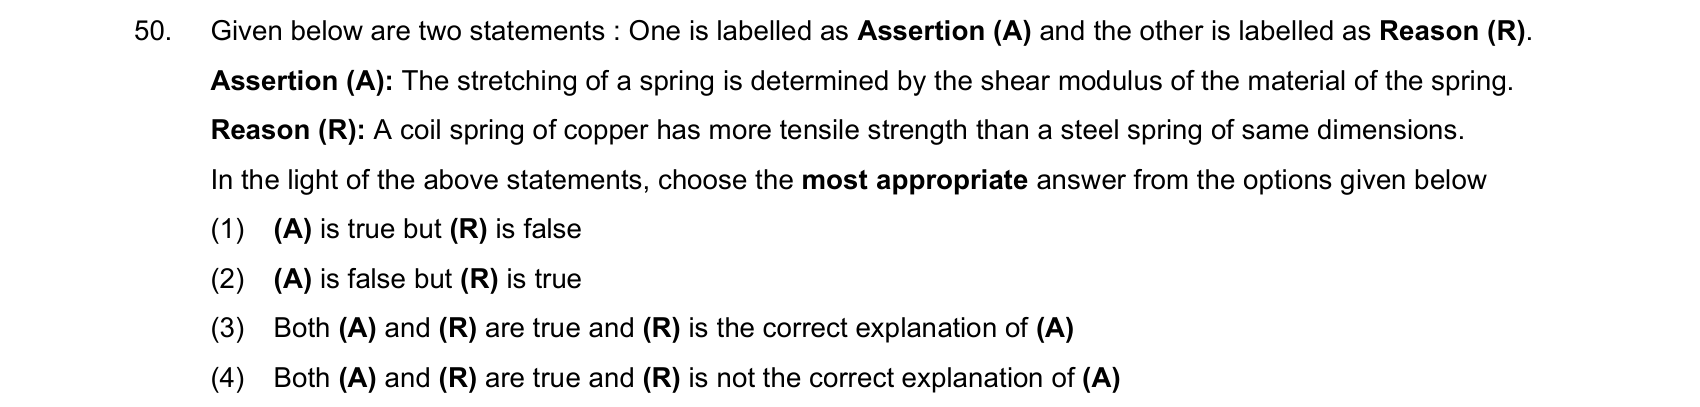 50. Given below are two statements : One is labelled as Assertion (A) and the other is labelled as Reason (R).
Assertion (A): The stretching of a spring is determined by the shear modulus of the material of the spring.
Reason (R): A coil spring of copper has more tensile strength than a steel spring of same dimensions.
In the light of the above statements, choose the most appropriate answer from the options given below
(1) (A) is true but (R) is false
(2) (A) is false but (R) is true
(3) Both (A) and (R) are true and (R) is the correct explanation of (A)
(4) Both (A) and (R) are true and (R) is not the correct explanation of (A)